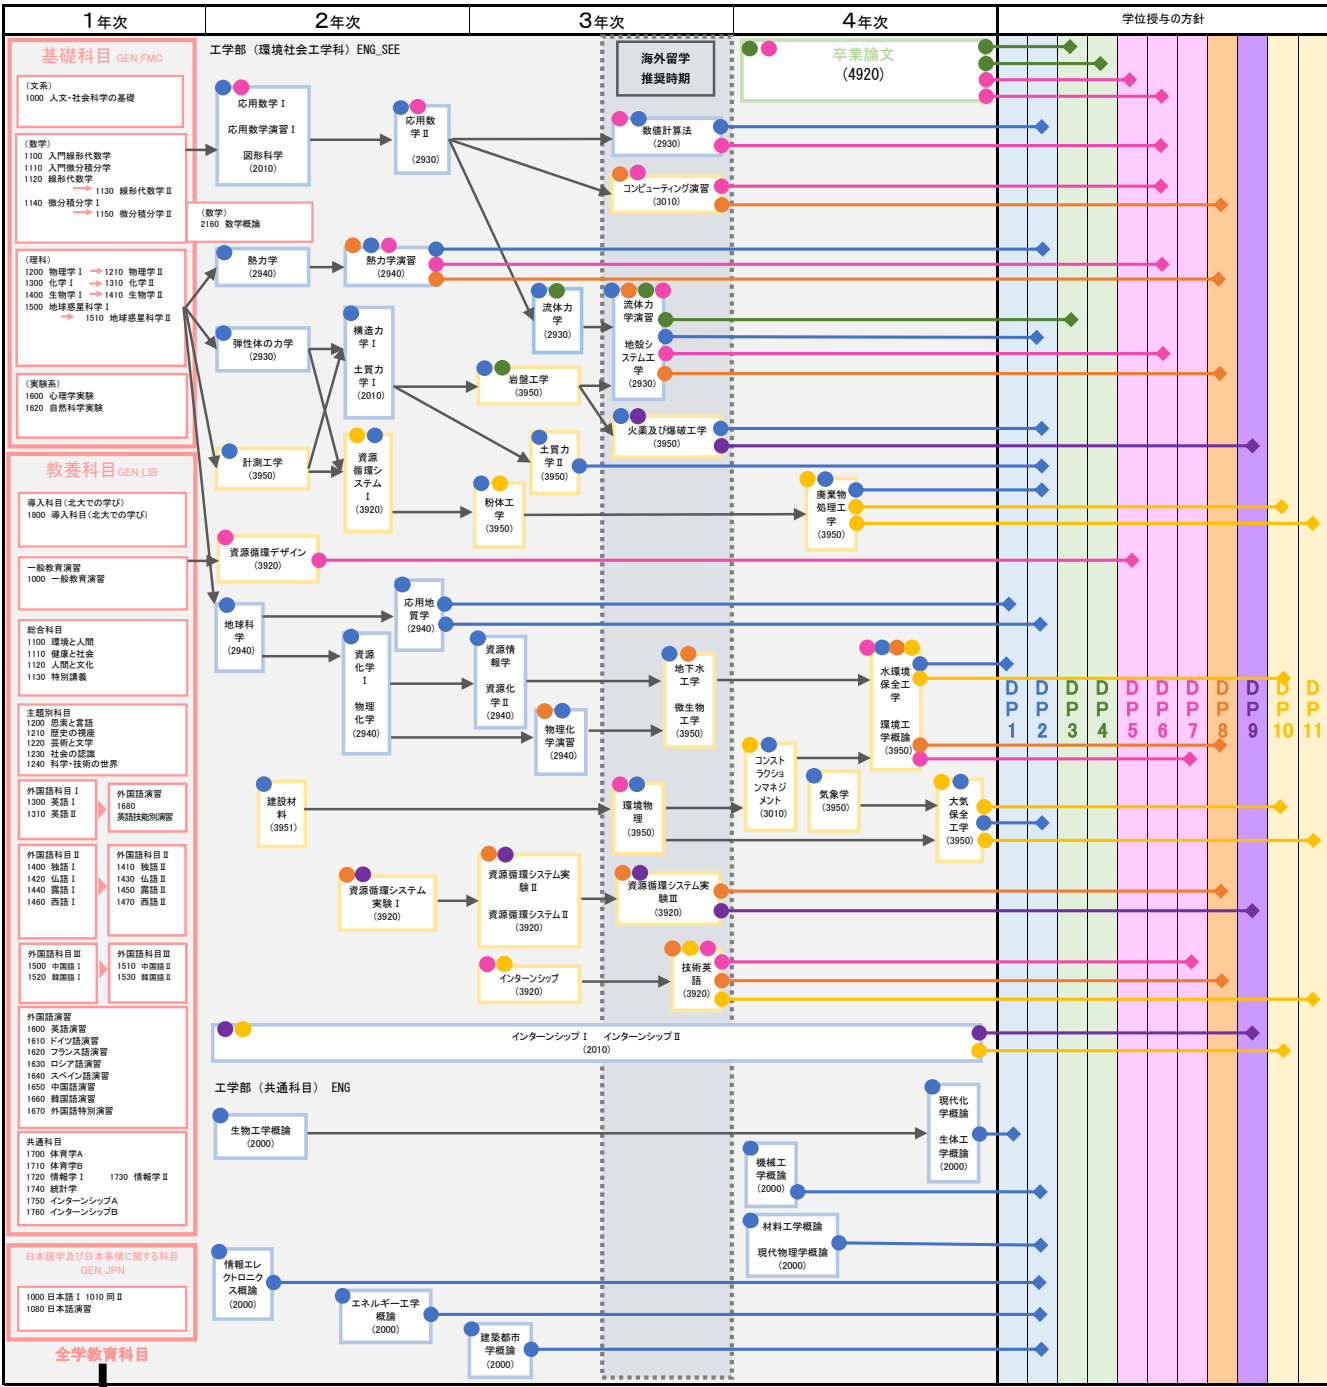 1年次
2年次
3年次
4年次
学位授与の方針
基礎科目 GEN_FMC
(文系)
1000 人文・社会科学の基礎
(数学)
1100 入門線形代数学
1110 入門微分積分学
1120 線形代数学
1130 線形代数学Ⅱ
1140 微分積分学Ⅰ
1150 微分積分学Ⅱ
(数学)
2160 数学概論
(理科)
1200 物理学Ⅰ 1210 物理学Ⅱ
1300 化学Ⅰ 1310 化学Ⅱ
1400 生物学Ⅰ 1410 生物学Ⅱ
1500 地球惑星科学Ⅰ
1510 地球惑星科学Ⅱ
(実験系)
1600 心理学実験
1620 自然科学実験
教養科目 GEN_LIB
導入科目(北大での学び)
1800 導入科目(北大での学び)
一般教育演習
1000 一般教育演習
総合科目
1100 環境と人間
1110 健康と社会
1120 人間と文化
1130 特別講義
主題別科目
1200 思索と言語
1210 歴史の視座
1220 芸術と文学
1230 社会の認識
1240 科学・技術の世界
外国語科目Ⅰ
1300 英語Ⅰ
1310 英語Ⅱ
外国語演習
1680
英語技能別演習
外国語科目Ⅱ
1400 独語Ⅰ
1420 仏語Ⅰ
1440 露語Ⅰ
1460 西語Ⅰ
外国語科目Ⅱ
1410 独語Ⅱ
1430 仏語Ⅱ
1450 露語Ⅱ
1470 西語Ⅱ
外国語科目Ⅲ
1500 中国語Ⅰ
1520 韓国語Ⅰ
外国語科目Ⅲ
1510 中国語Ⅱ
1530 韓国語Ⅱ
外国語演習
1600 英語演習
1610 ドイツ語演習
1620 フランス語演習
1630 ロシア語演習
1640 スペイン語演習
1650 中国語演習
1660 韓国語演習
1670 外国語特別演習
共通科目
1700 体育学A
1710 体育学B
1720 情報学Ⅰ 1730 情報学Ⅱ
1740 統計学
1750 インターンシップA
1760 インターンシップB
日本語学及び日本事情に関する科目
GEN_JPN
1000 日本語Ⅰ 1010 同Ⅱ
1080 日本語演習
全学教育科目
工学部(環境社会工学科)ENG_SEE
海外留学
推奨時期
卒業論文
(4920)
応用数学Ⅰ
応用数学演習Ⅰ
図形科学
(2010)
応用数
学Ⅱ
(2930)
数値計算法
(2930)
コンピューティング演習
(3010)
熱力学
(2940)
熱力学演習
(2940)
弾性体の力学
(2930)
構造力
学Ⅰ
土質力
学Ⅰ
(2010)
流体力
学
(2930)
流体力
学演習
地殻シ
ステム工
学
(2930)
岩盤工学
(3950)
火薬及び爆破工学
(3950)
計測工学
(3950)
資源
循環シ
ステム
Ⅰ
(3920)
土質力
学Ⅱ
(3950)
粉体工
学
(3950)
廃棄物
処理工
学
(3950)
資源循環デザイン
(3920)
地球科
学
(2940)
応用地
質学
(2940)
資源
化学
Ⅰ
物理
化学
(2940)
資源情
報学
資源化
学Ⅱ
(2940)
物理化
学演習
(2940)
地下水
工学
微生物
工学
(3950)
水環境
保全工
学
環境工
学概論
(3950)
コンスト
ラクショ
ンマネジ
メント
(3010)
建設材
料
(3951)
環境物
理
(3950)
気象学
(3950)
大気
保全
工学
(3950)
資源循環システム
実験Ⅰ
(3920)
資源循環システム実
験Ⅱ
資源循環システムⅡ
(3920)
資源循環システム実
験Ⅲ
(3920)
インターンシップ
(3920)
技術英
語
(3920)
インターンシップⅠ インターンシップⅡ
(2010)
工学部(共通科目) ENG
生物工学概論
(2000)
現代化
学概論
生体工
学概論
(2000)
機械工
学概論
(2000)
材料工学概論
現代物理学概論
(2000)
情報エレ
クトロニク
ス概論
(2000)
エネルギー工学
概論
(2000)
建築都市
学概論
(2000)
DP1
DP2
DP3
DP4
DP5
DP6
DP7
DP8
DP9
DP10
DP11